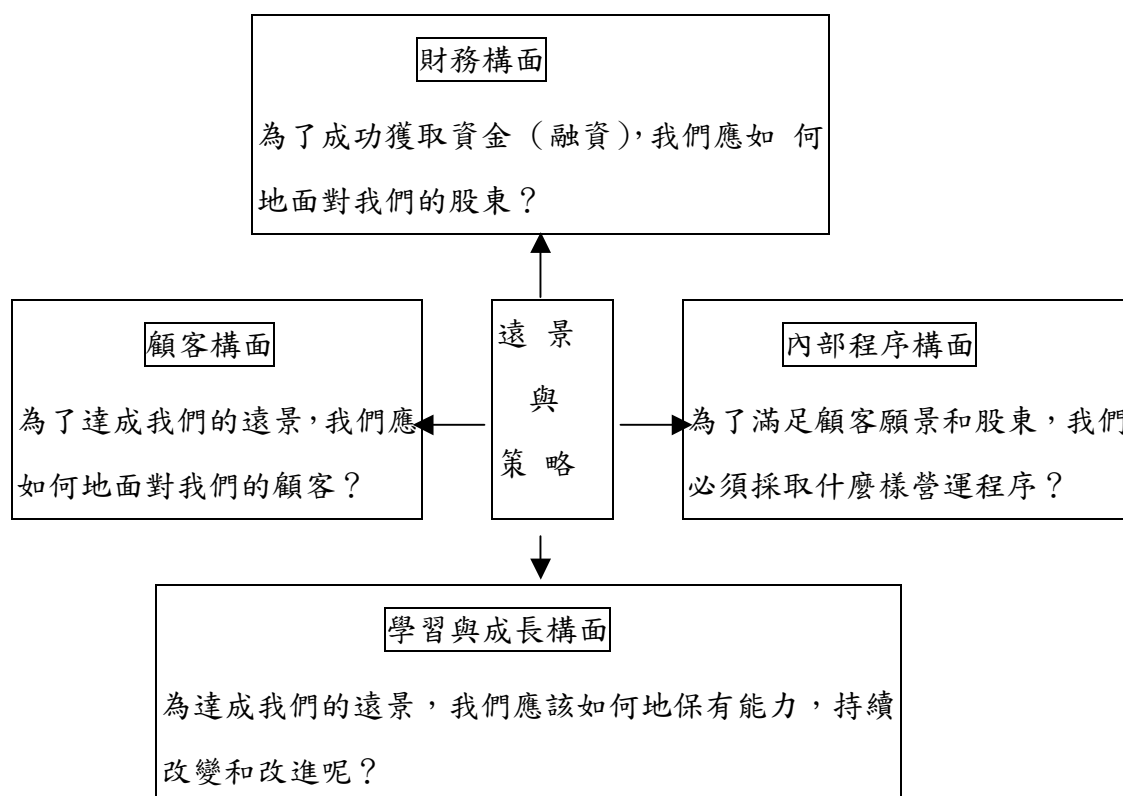 財務構面
為了成功獲取資金（融資），我們應如 何
地面對我們的股東？
顧客構面
為了達成我們的遠景，我們應
如何地面對我們的顧客？
遠 景
與
策 略
內部程序構面
為了滿足顧客願景和股東，我們
必須採取什麼樣營運程序？
學習與成長構面
為達成我們的遠景，我們應該如何地保有能力，持續
改變和改進呢？